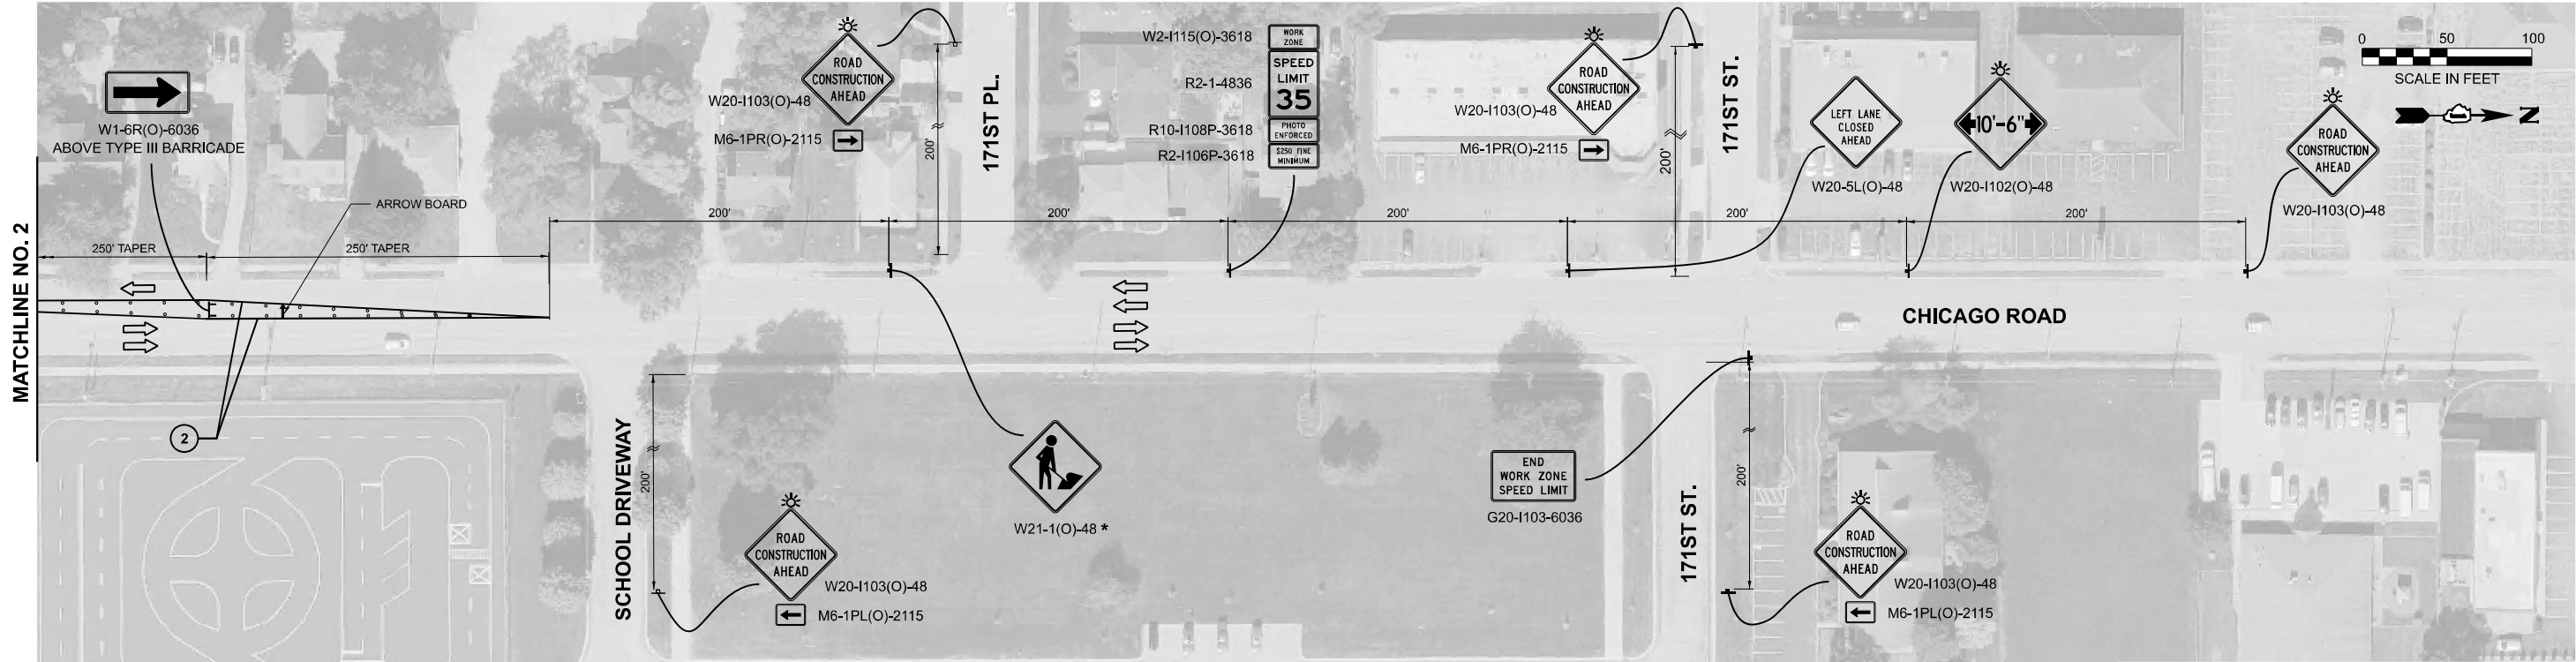 MATCHLINE NO. 2
W1-6R(O)-6036
ABOVE TYPE III BARRICADE
ARROW BOARD
250' TAPER
250' TAPER
2
ROAD
CONSTRUCTION
AHEAD
W20-I103(O)-48
M6-1PR(O)-2115
200'
171ST PL.
W2-I115(O)-3618
R2-1-4836
R10-I108P-3618
R2-I106P-3618
WORK
ZONE
SPEED
LIMIT
35
PHOTO
ENFORCED
$250 FINE
MINIMUM
ROAD
CONSTRUCTION
AHEAD
W20-I103(O)-48
M6-1PR(O)-2115
200'
171ST ST.
LEFT LANE
CLOSED
AHEAD
W20-5L(O)-48
10'-6"
W20-I102(O)-48
ROAD
CONSTRUCTION
AHEAD
W20-I103(O)-48
0 50 100
SCALE IN FEET
N
200'
200'
200'
200'
200'
CHICAGO ROAD
SCHOOL DRIVEWAY
200'
ROAD
CONSTRUCTION
AHEAD
W20-I103(O)-48
M6-1PL(O)-2115
W21-1(O)-48 *
END
WORK ZONE
SPEED LIMIT
G20-I103-6036
171ST ST.
200'
ROAD
CONSTRUCTION
AHEAD
W20-I103(O)-48
M6-1PL(O)-2115